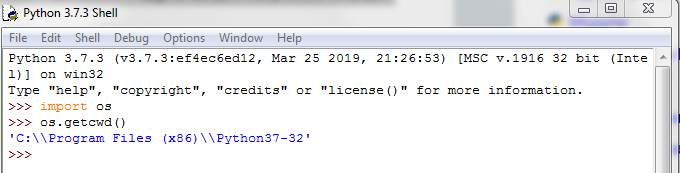 Python 3.7.3 Shell
File Edit Shell Debug Options Window Help
Python 3.7.3 (v3.7.3:ef4ec6ed12, Mar 25 2019, 21:26:53) [MSC v.1916 32 bit (Inte
l)] on win32
Type "help", "copyright", "credits" or "license()" for more information.
>>> import os
>>> os.getcwd()
'C:\\Program Files (x86)\\Python37-32'
>>>